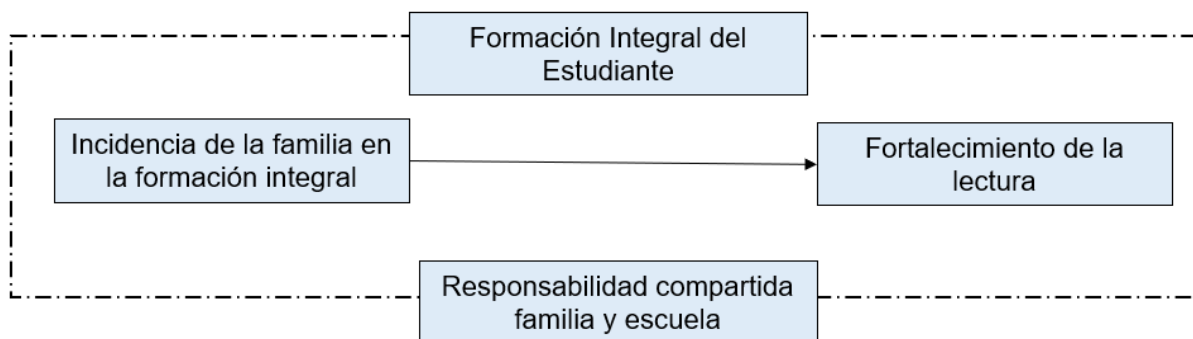 Formación Integral del
Estudiante
Incidencia de la familia en
la formación integral
Fortalecimiento de la
lectura
Responsabilidad compartida
familia y escuela